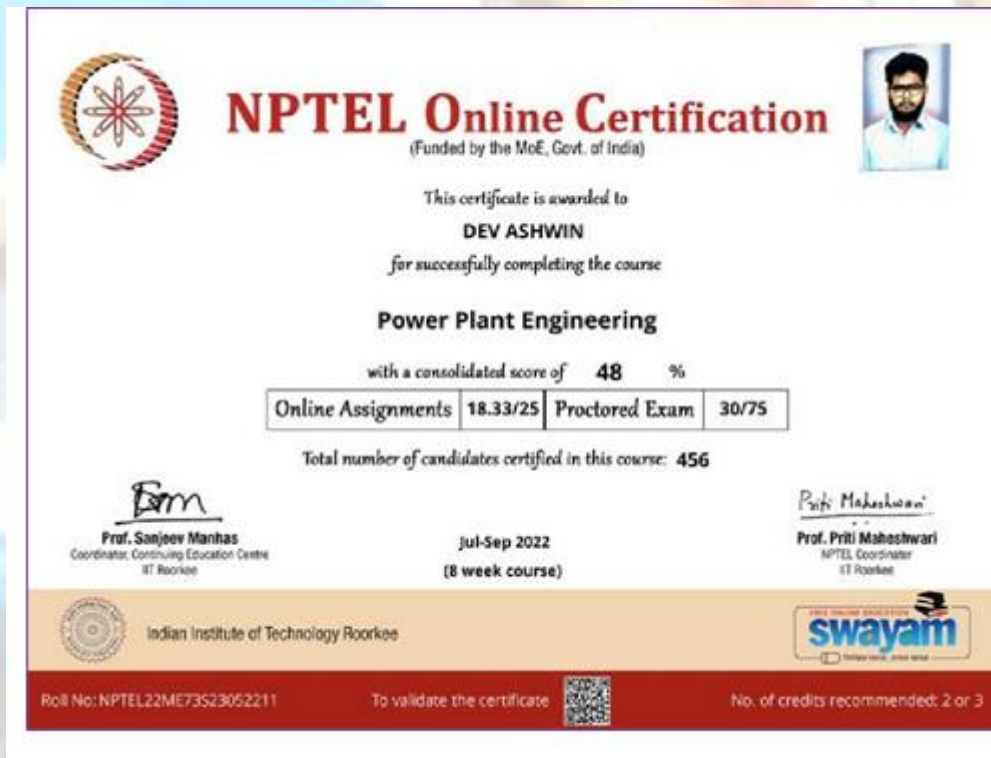 NPTEL Online Certification
(Funded by the MoE, Govt. of India)
This certificate is awarded to
DEV ASHWIN
for successfully completing the course
Power Plant Engineering
with a consolidated score of 48 %
Online Assignments 18.33/25 Proctored Exam 30/75
Total number of candidates certified in this course: 456
Priti Maheshwari
Prof. Sanjeev Manhas
Coordinator, Continuing Education Centre
IIT Roorkee
Jul-Sep 2022
(8 week course)
Prof. Priti Maheshwari
NPTEL Coordinator
IIT Roorkee
Indian Institute of Technology Roorkee
FREE ONLINE EDUCATION
swayam
Roll No: NPTEL22ME73S23052211
To validate the certificate
No. of credits recommended: 2 or 3